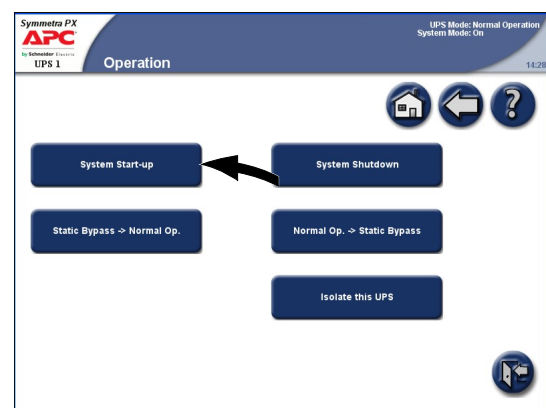 Symmetra PX
APC
by Schneider Electric
UPS 1
Operation
UPS Mode: Normal Operation
System Mode: On
14:28
?
System Start-up
System Shutdown
Static Bypass -> Normal Op.
Normal Op. -> Static Bypass
Isolate this UPS